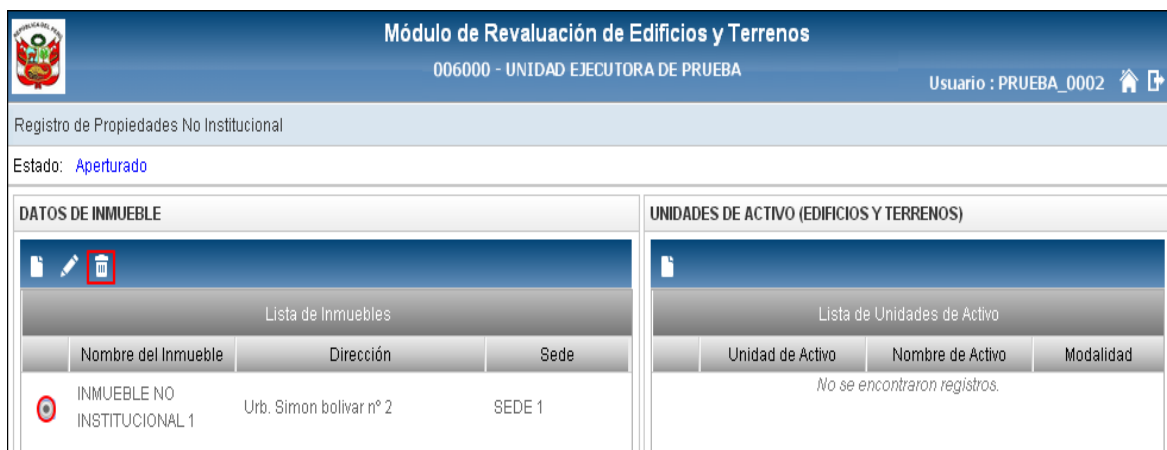 Módulo de Revaluación de Edificios y Terrenos
006000 - UNIDAD EJECUTORA DE PRUEBA
Usuario : PRUEBA_0002
Registro de Propiedades No Institucional
Estado: Aperturado
DATOS DE INMUEBLE
Lista de Inmuebles
Nombre del Inmueble Dirección Sede
INMUEBLE NO
INSTITUCIONAL 1
Urb. Simon bolivar nº 2
SEDE 1
UNIDADES DE ACTIVO (EDIFICIOS Y TERRENOS)
Lista de Unidades de Activo
Unidad de Activo Nombre de Activo Modalidad
No se encontraron registros.